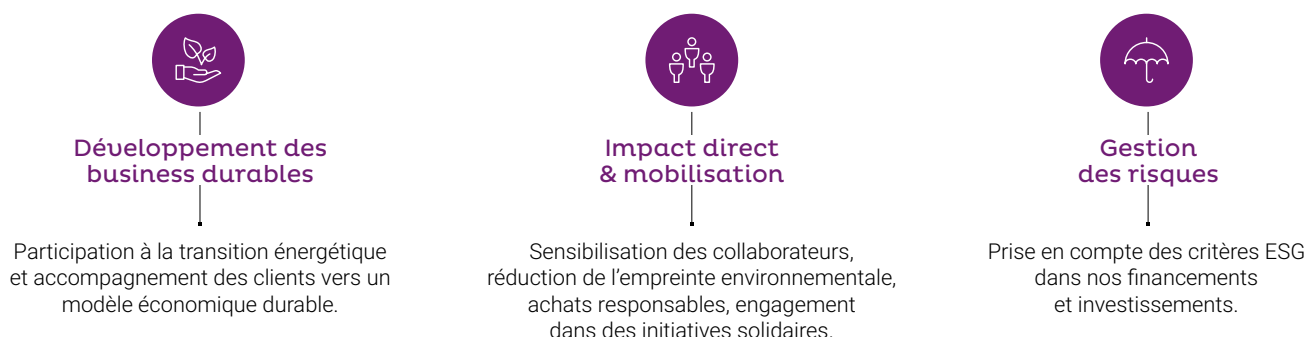 Développement des
business durables
Participation à la transition énergétique
et accompagnement des clients vers un
modèle économique durable.
Impact direct
& mobilisation
Sensibilisation des collaborateurs,
réduction de l’empreinte environnementale,
achats responsables, engagement
dans des initiatives solidaires.
Gestion
des risques
Prise en compte des critères ESG
dans nos financements
et investissements.